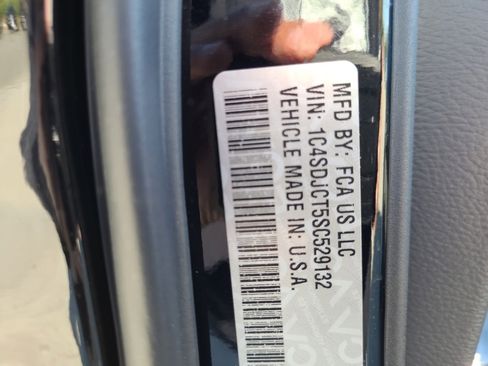 MFD BY: FCA US LLC
VIN: 1C4SDJCT5SC529132
VEHICLE MADE IN: U.S.A.